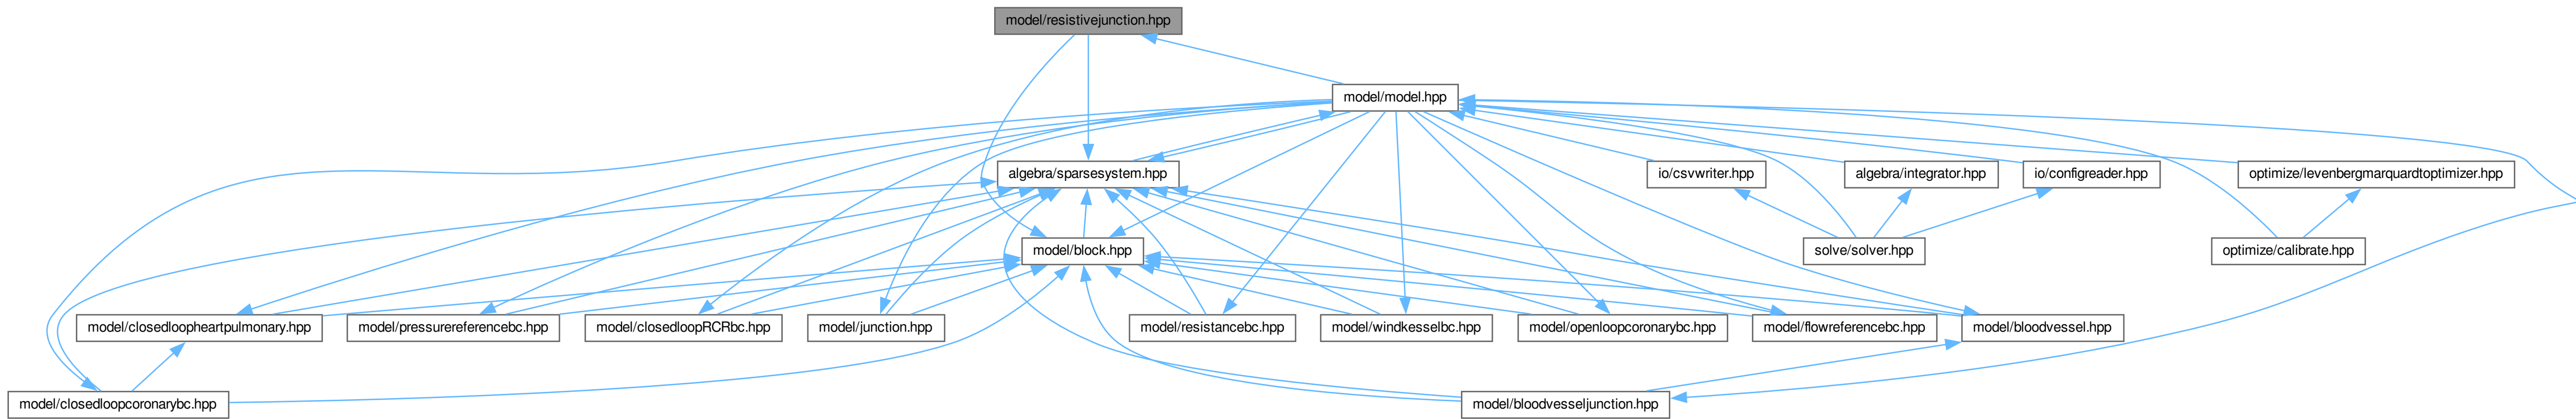 model/resistivejunction.hpp
model/model.hpp
algebra/sparsesystem.hpp
io/csvwriter.hpp
algebra/integrator.hpp
io/configreader.hpp
optimize/levenbergmarquardtoptimizer.hpp
model/block.hpp
solve/solver.hpp
optimize/calibrate.hpp
model/closedloopheartpulmonary.hpp
model/pressurereferencebc.hpp
model/closedloopRCRbc.hpp
model/junction.hpp
model/resistancebc.hpp
model/windkesselbc.hpp
model/openloopcoronarybc.hpp
model/flowreferencebc.hpp
model/bloodvessel.hpp
model/closedloopcoronarybc.hpp
model/bloodvesseljunction.hpp